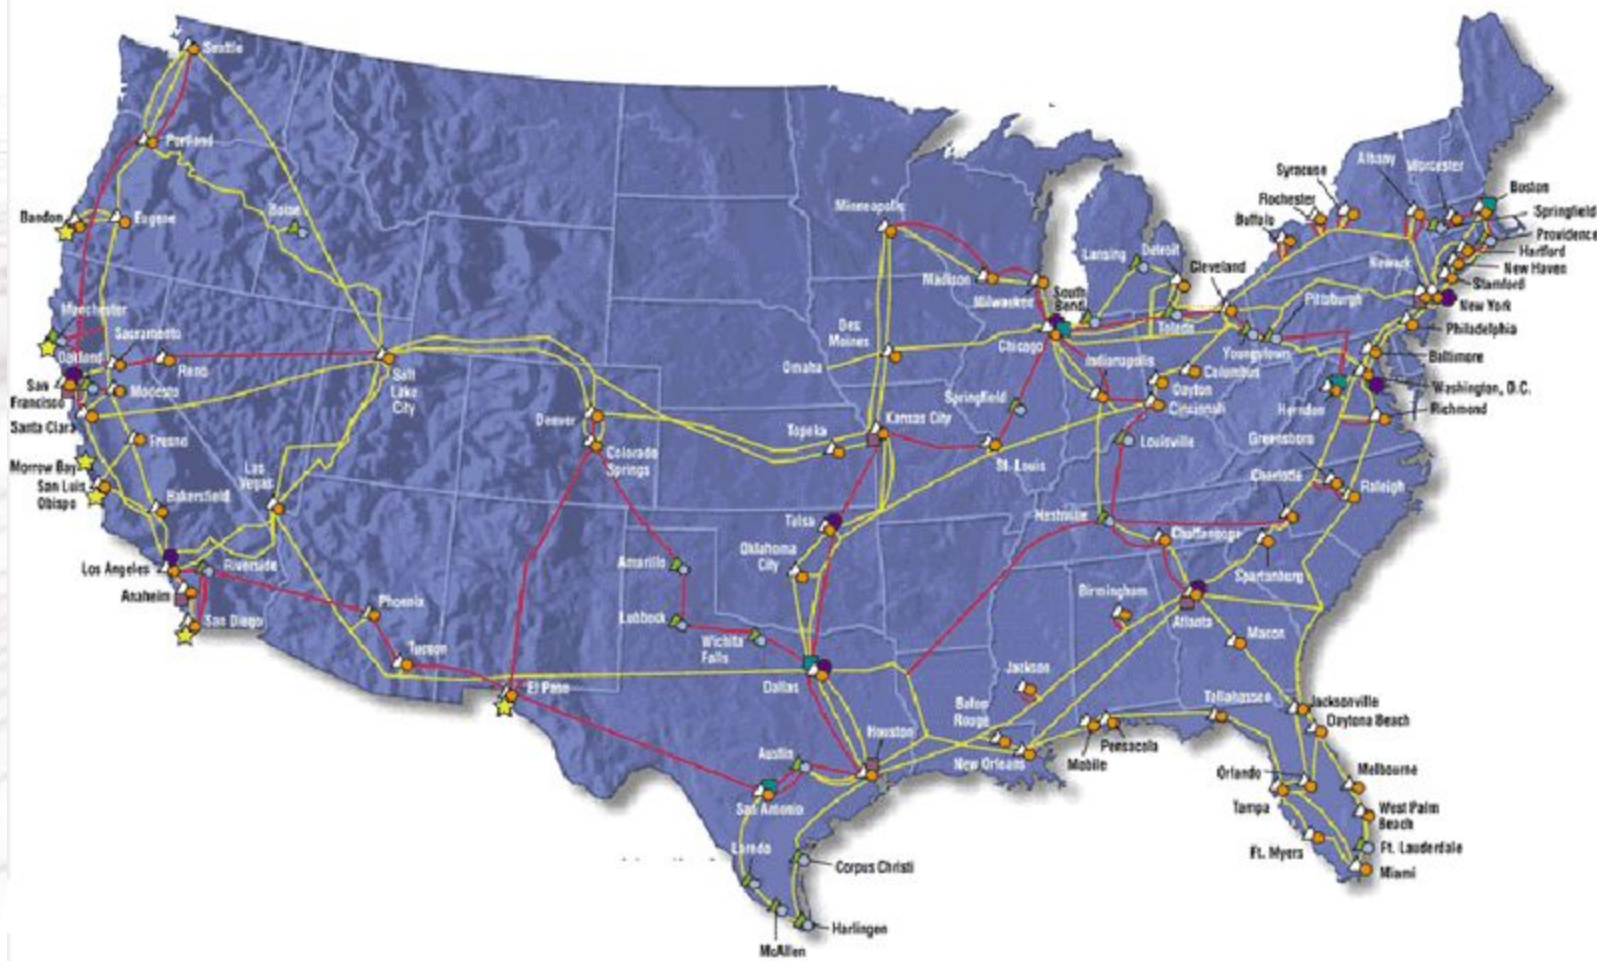 Seattle
Portland
Bandon
Eugene
Boise
Manchester
Sacramento
Oakland
Reno
San
Francisco
Modesto
Santa Clara
Salt
Lake
City
Fresno
Morrow Bay
San Luis
Obispo
Las
Vegas
Bakersfield
Los Angeles
Riverside
Anaheim
San Diego
Phoenix
Tucson
El Paso
Denver
Colorado
Springs
Amarillo
Lubbock
Wichita
Falls
Dallas
Austin
San Antonio
Houston
Laredo
Corpus Christi
McAllen
Harlingen
Minneapolis
Madison
Milwaukee
Des
Moines
Omaha
Topeka
Kansas City
Tulsa
Oklahoma
City
Springfield
St. Louis
Chicago
South
Bend
Lansing
Detroit
Cleveland
Toledo
Indianapolis
Columbus
Dayton
Cincinnati
Louisville
Youngstown
Pittsburgh
Nashville
Chattanooga
Birmingham
Atlanta
Macon
Jackson
Baton
Rouge
New Orleans
Mobile
Pensacola
Tallahassee
Jacksonville
Daytona Beach
Orlando
Melbourne
Tampa
West Palm
Beach
Ft. Myers
Ft. Lauderdale
Miami
Spartanburg
Charlotte
Greensboro
Raleigh
Herndon
Richmond
Washington, D.C.
Baltimore
Philadelphia
New York
Newark
Stamford
New Haven
Hartford
Providence
Springfield
Boston
Worcester
Albany
Syracuse
Rochester
Buffalo